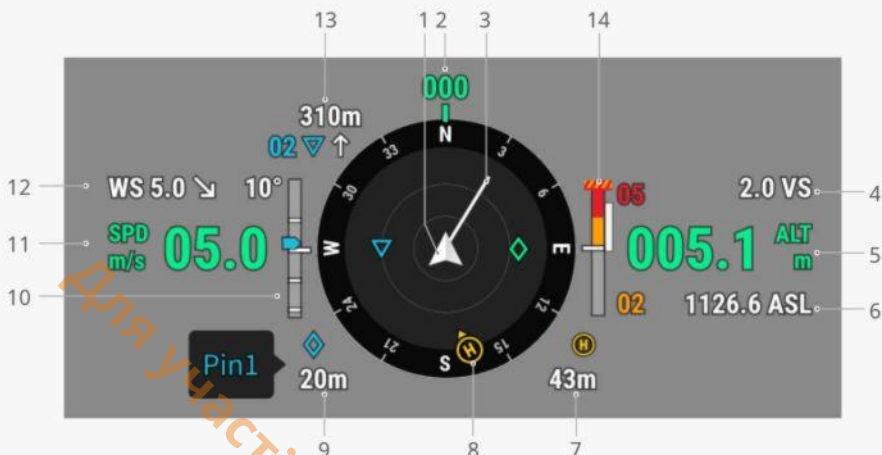 13 1 2 3 14
000
310m
02
N
33 3
30 6
W E
24 12
21 15
S
H
12 WS 5.0 10°
11 SPD m/s 05.0
10
Pin1
20m
05
2.0 VS 4
005.1 ALT m 5
02 1126.6 ASL 6
H
43m
9 8 7
Для участі